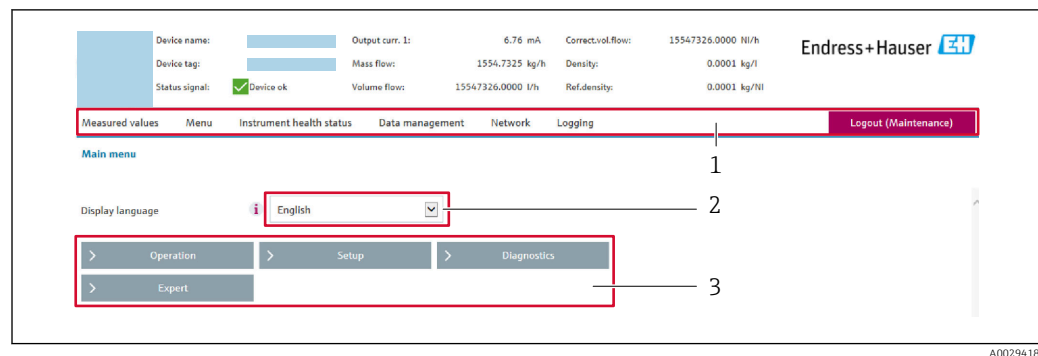 Device name: Output curr. 1: 6.76 mA Correct.vol.flow: 15547326.0000 Nl/h
Endress+Hauser EH
Device tag: Mass flow: 1554.7325 kg/h Density: 0.0001 kg/l
Status signal: Device ok Volume flow: 15547326.0000 l/h Ref.density: 0.0001 kg/Nl
Measured values Menu Instrument health status Data management Network Logging Logout (Maintenance)
1
Main menu
Display language i English 2
> Operation > Setup > Diagnostics
> Expert 3
A0029418